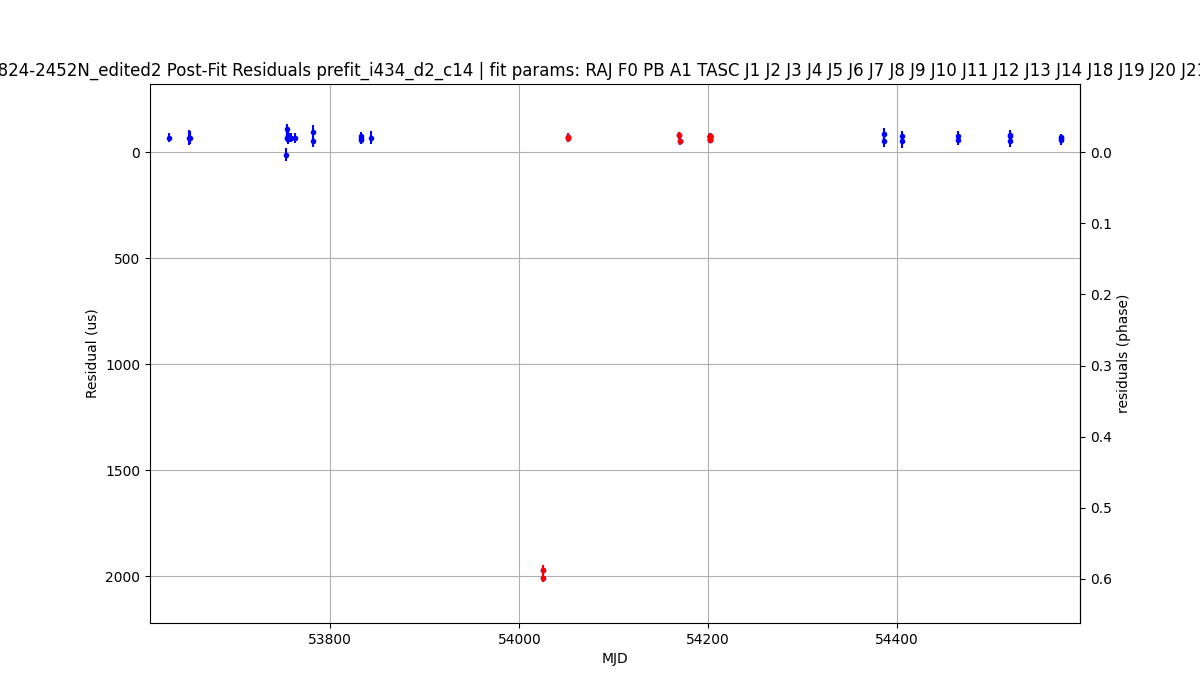 824-2452N_edited2 Post-Fit Residuals prefit_i434_d2_c14 | fit params: RAJ F0 PB A1 TASC J1 J2 J3 J4 J5 J6 J7 J8 J9 J10 J11 J12 J13 J14 J18 J19 J20 J21
0
500
1000
1500
2000
Residual (us)
0.0
0.1
0.2
0.3
0.4
0.5
0.6
residuals (phase)
53800 54000 54200 54400
MJD